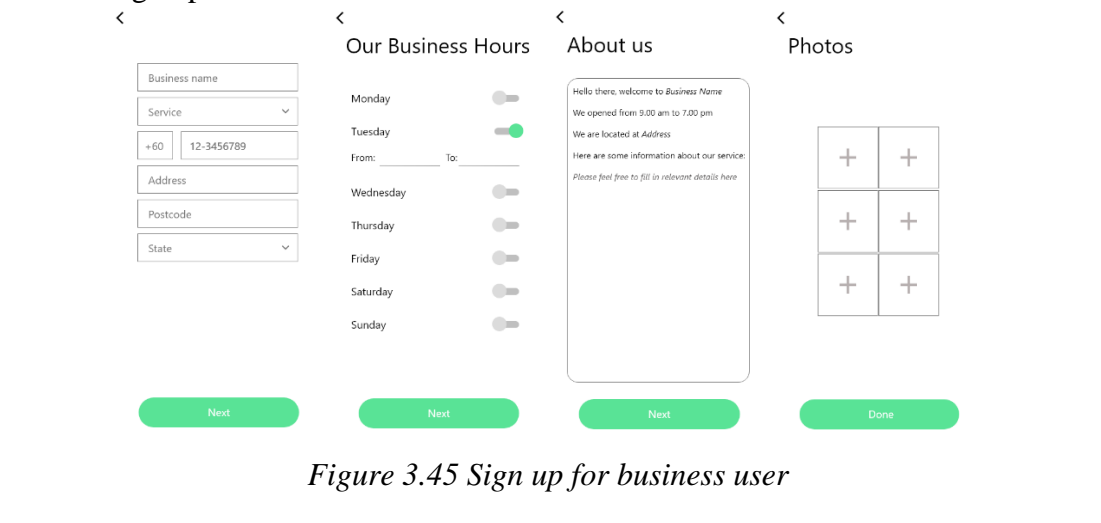 Business name
Service
+60 12-3456789
Address
Postcode
State
Next
Our Business Hours
Monday
Tuesday
From: To:
Wednesday
Thursday
Friday
Saturday
Sunday
Next
About us
Hello there, welcome to Business Name
We opened from 9.00 am to 7.00 pm
We are located at Address
Here are some information about our service:
Please feel free to fill in relevant details here
Next
Photos
+ +
+ +
+ +
Done
Figure 3.45 Sign up for business user